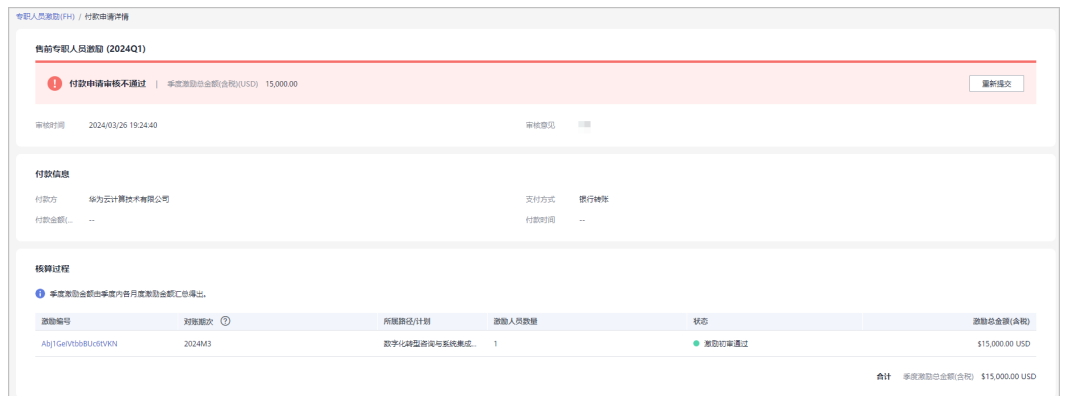 专职人员激励(FH) / 付款申请详情
售前专职人员激励 (2024Q1)
付款申请审核不通过 | 季度激励总金额(含税)(USD) 15,000.00 重新提交
审核时间 2024/03/26 19:24:40 审核意见
付款信息
付款方 华为云计算技术有限公司 支付方式 银行转账
付款金额(... -- 付款时间 --
核算过程
季度激励金额由季度内各月度激励金额汇总得出。
激励编号 对账期次 所属路径/计划 激励人员数量 状态 激励总金额(含税)
Abj1GeIVtbbBUc6tVKN 2024M3 数字化转型咨询与系统集成... 1 激励初审通过 $15,000.00 USD
合计 季度激励总金额(含税) $15,000.00 USD